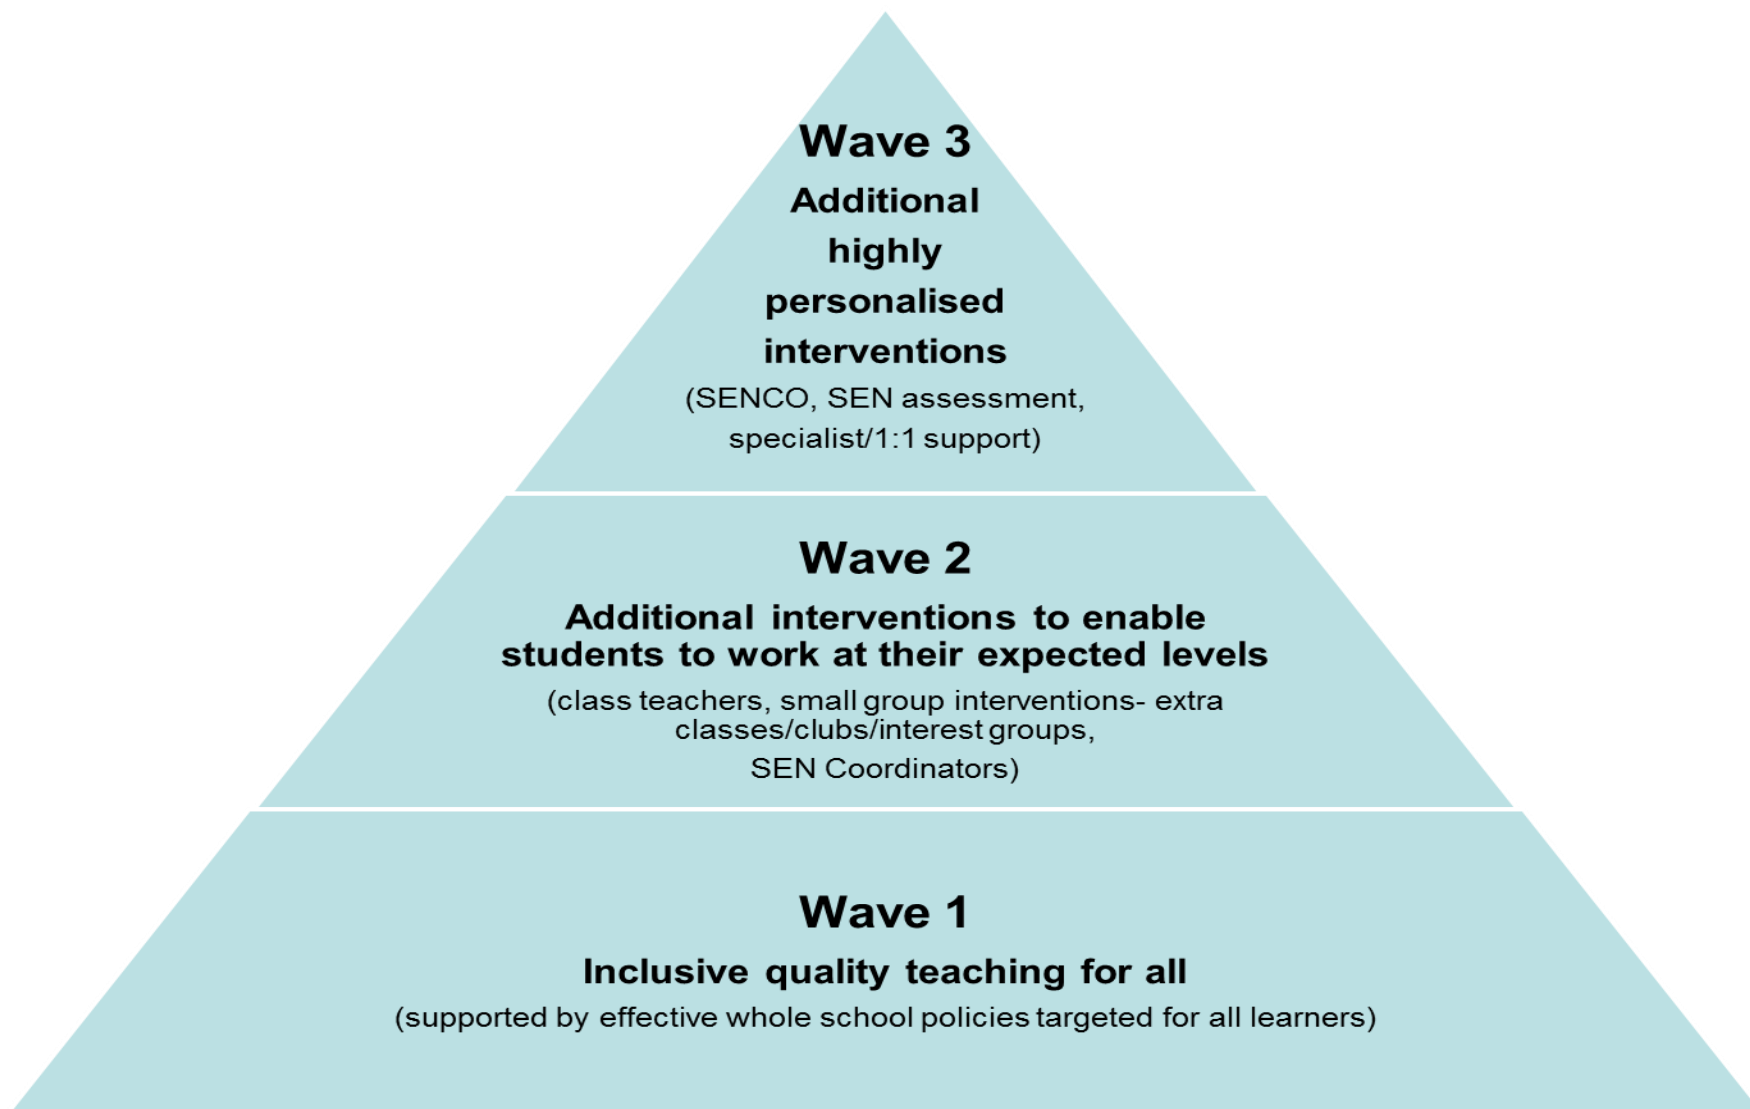 Wave 3
Additional
highly
personalised
interventions
(SENCO, SEN assessment,
specialist/1:1 support)
Wave 2
Additional interventions to enable
students to work at their expected levels
(class teachers, small group interventions- extra
classes/clubs/interest groups,
SEN Coordinators)
Wave 1
Inclusive quality teaching for all
(supported by effective whole school policies targeted for all learners)